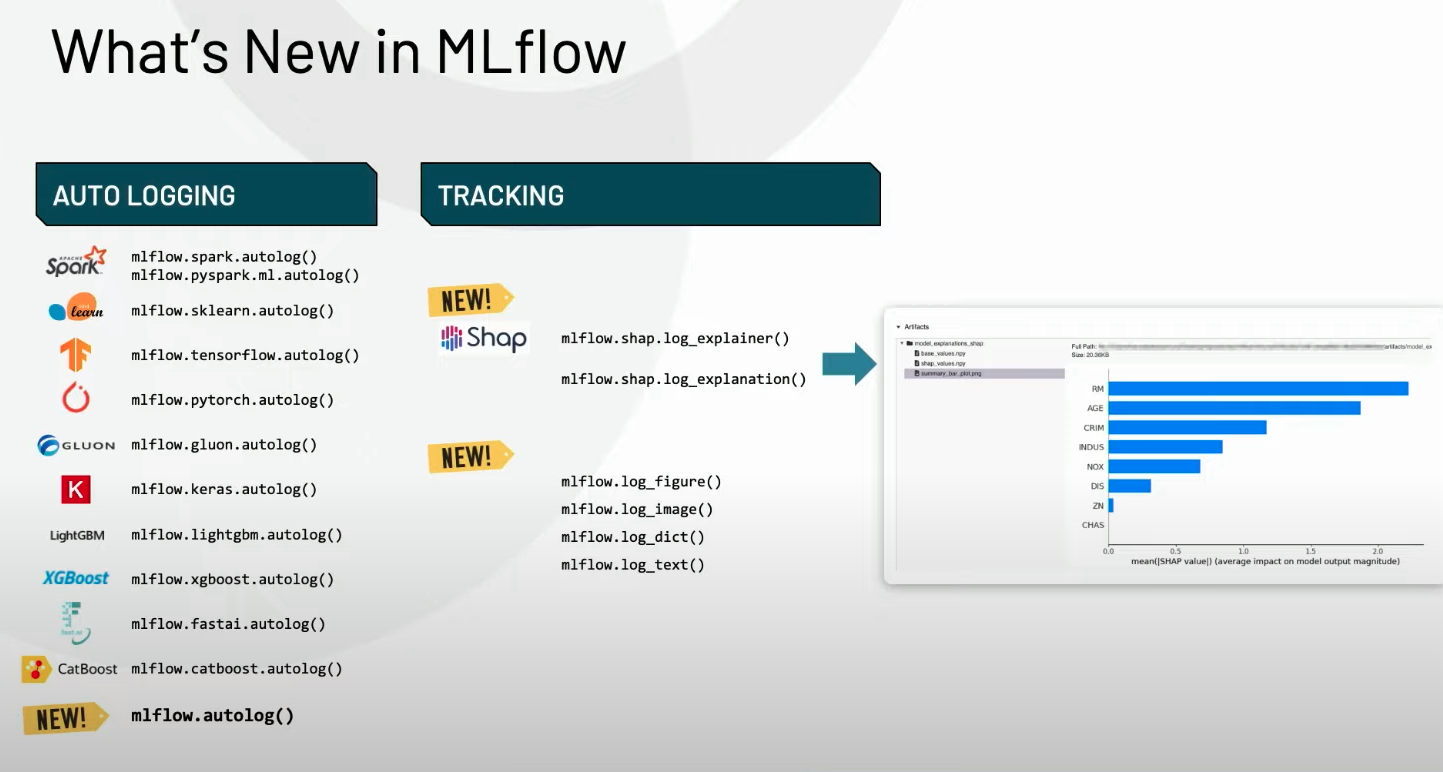 What's New in MLflow
AUTO LOGGING
APACHE Spark
mlflow.spark.autolog()
mlflow.pyspark.ml.autolog()
learn
mlflow.sklearn.autolog()
mlflow.tensorflow.autolog()
mlflow.pytorch.autolog()
GLUON
mlflow.gluon.autolog()
K
mlflow.keras.autolog()
LightGBM
mlflow.lightgbm.autolog()
XGBoost
mlflow.xgboost.autolog()
fast.ai
mlflow.fastai.autolog()
CatBoost
mlflow.catboost.autolog()
NEW!
mlflow.autolog()
TRACKING
NEW!
Shap
mlflow.shap.log_explainer()
mlflow.shap.log_explanation()
NEW!
mlflow.log_figure()
mlflow.log_image()
mlflow.log_dict()
mlflow.log_text()
Artifacts
model_explanations_shap
base_values.npy
shap_values.npy
summary_bar_plot.png
Full Path: artifacts/model_ex
Size: 20.36KB
RM
AGE
CRIM
INDUS
NOX
DIS
ZN
CHAS
0.0 0.5 1.0 1.5 2.0
mean(|SHAP value|) (average impact on model output magnitude)